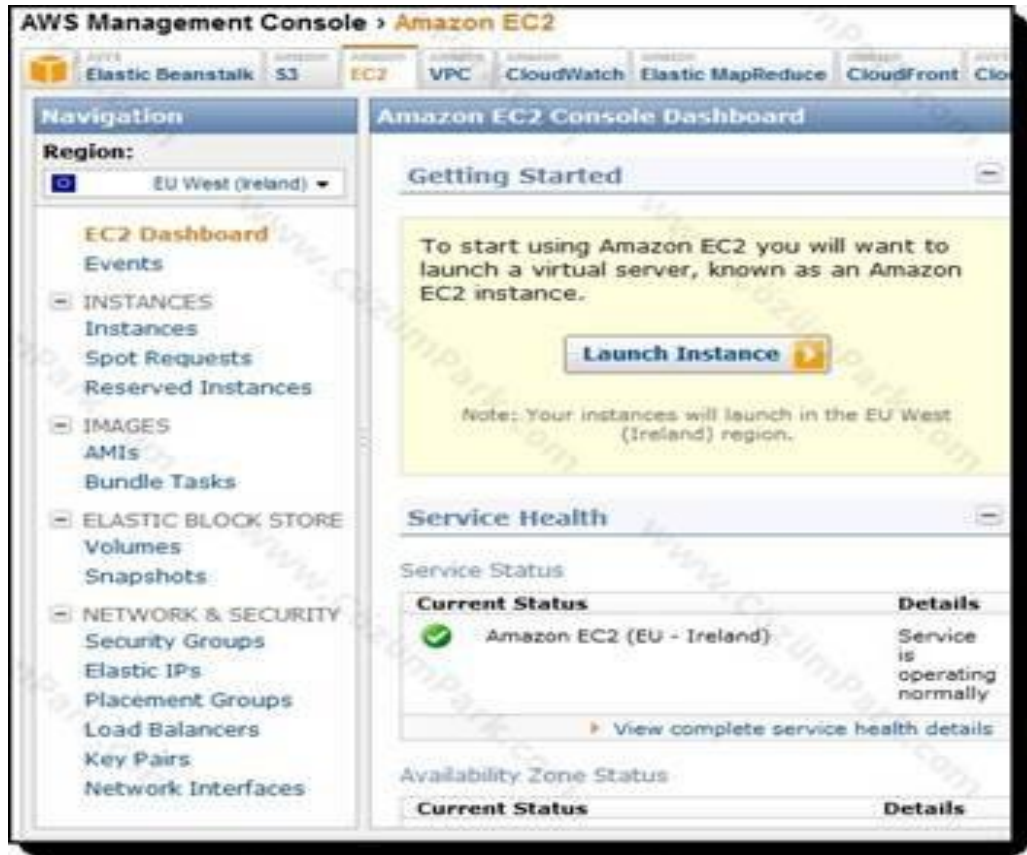 AWS Management Console > Amazon EC2
Elastic Beanstalk
S3
EC2
VPC
CloudWatch
Elastic MapReduce
CloudFront
Navigation
Region:
EU West (Ireland)
EC2 Dashboard
Events
INSTANCES
Instances
Spot Requests
Reserved Instances
IMAGES
AMIs
Bundle Tasks
ELASTIC BLOCK STORE
Volumes
Snapshots
NETWORK & SECURITY
Security Groups
Elastic IPs
Placement Groups
Load Balancers
Key Pairs
Network Interfaces
Amazon EC2 Console Dashboard
Getting Started
To start using Amazon EC2 you will want to
launch a virtual server, known as an Amazon
EC2 instance.
Launch Instance
Note: Your instances will launch in the EU West
(Ireland) region.
Service Health
Service Status
Current Status Details
Amazon EC2 (EU - Ireland) Service
is
operating
normally
View complete service health details
Availability Zone Status
Current Status Details
www.ÇözümPark.com